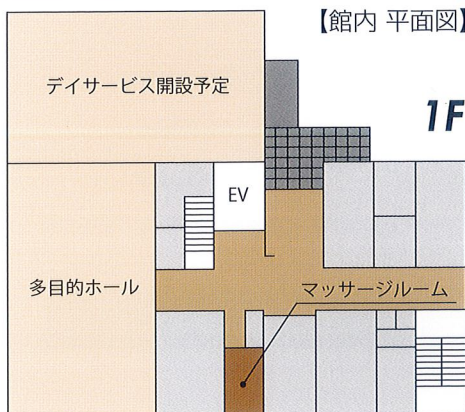 【館内 平面図】
デイサービス開設予定
1F
EV
多目的ホール
マッサージルーム